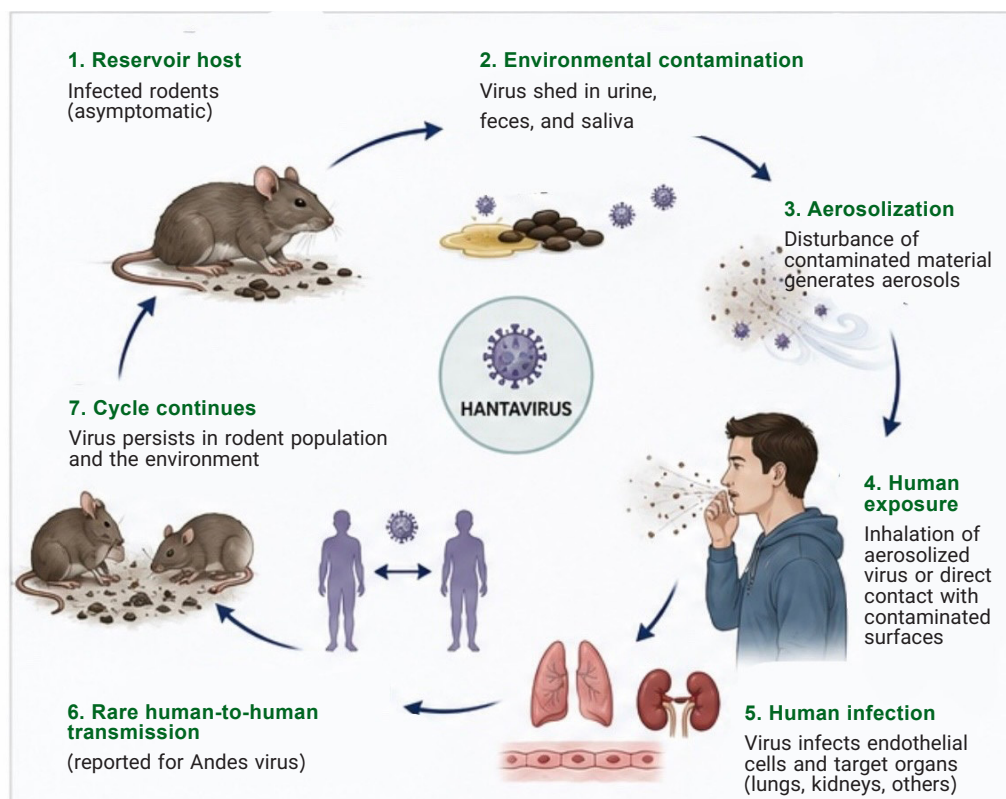 1. Reservoir host
Infected rodents
(asymptomatic)
2. Environmental contamination
Virus shed in urine,
feces, and saliva
3. Aerosolization
Disturbance of
contaminated material
generates aerosols
HANTAVIRUS
4. Human
exposure
Inhalation of
aerosolized
virus or direct
contact with
contaminated
surfaces
5. Human infection
Virus infects endothelial
cells and target organs
(lungs, kidneys, others)
6. Rare human-to-human
transmission
(reported for Andes virus)
7. Cycle continues
Virus persists in rodent population
and the environment